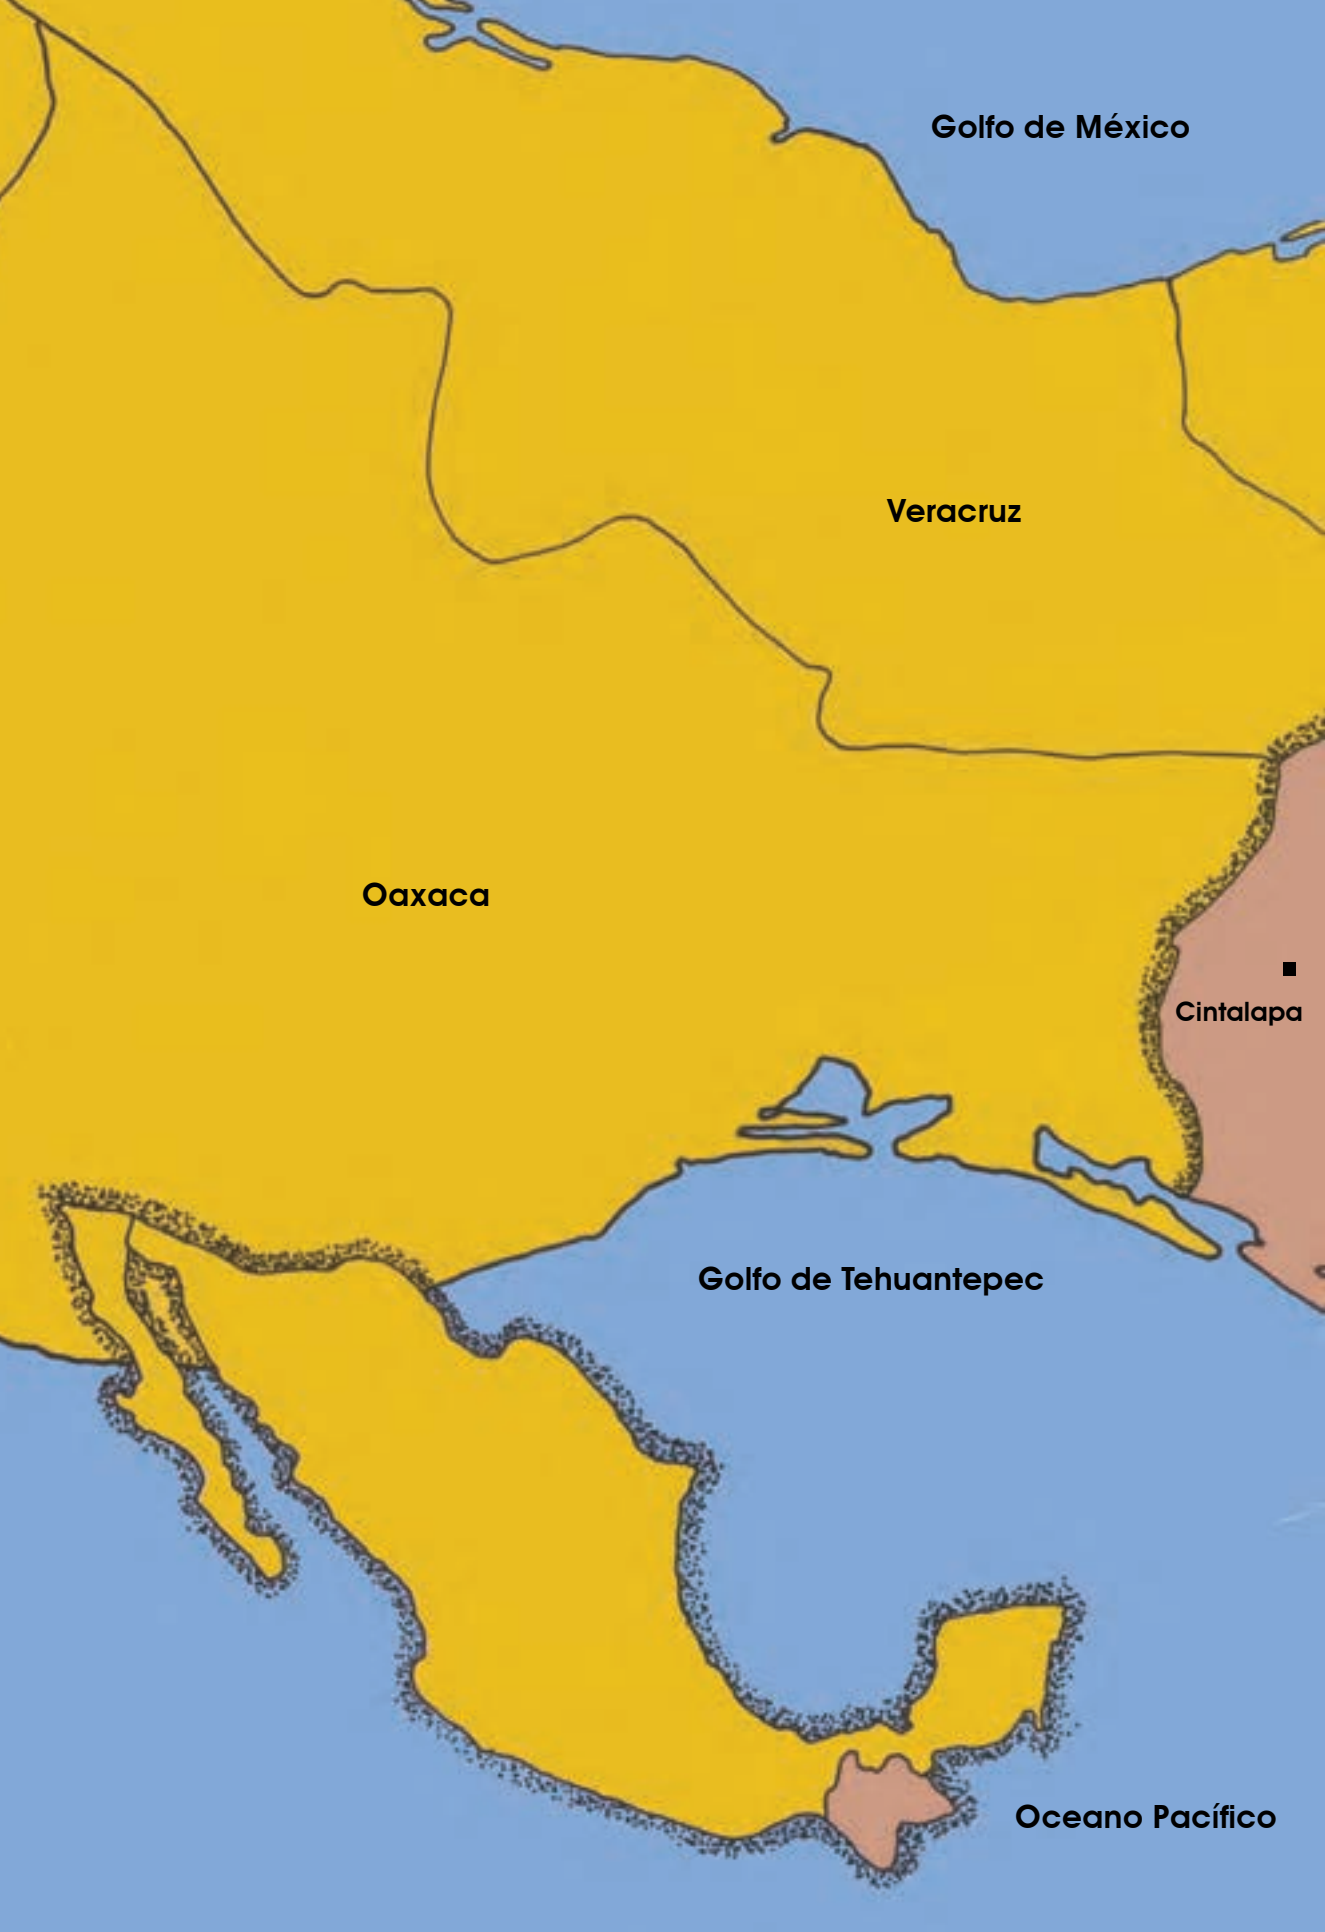 Golfo de México
Veracruz
Oaxaca
Cintalapa
Golfo de Tehuantepec
Oceano Pacífico